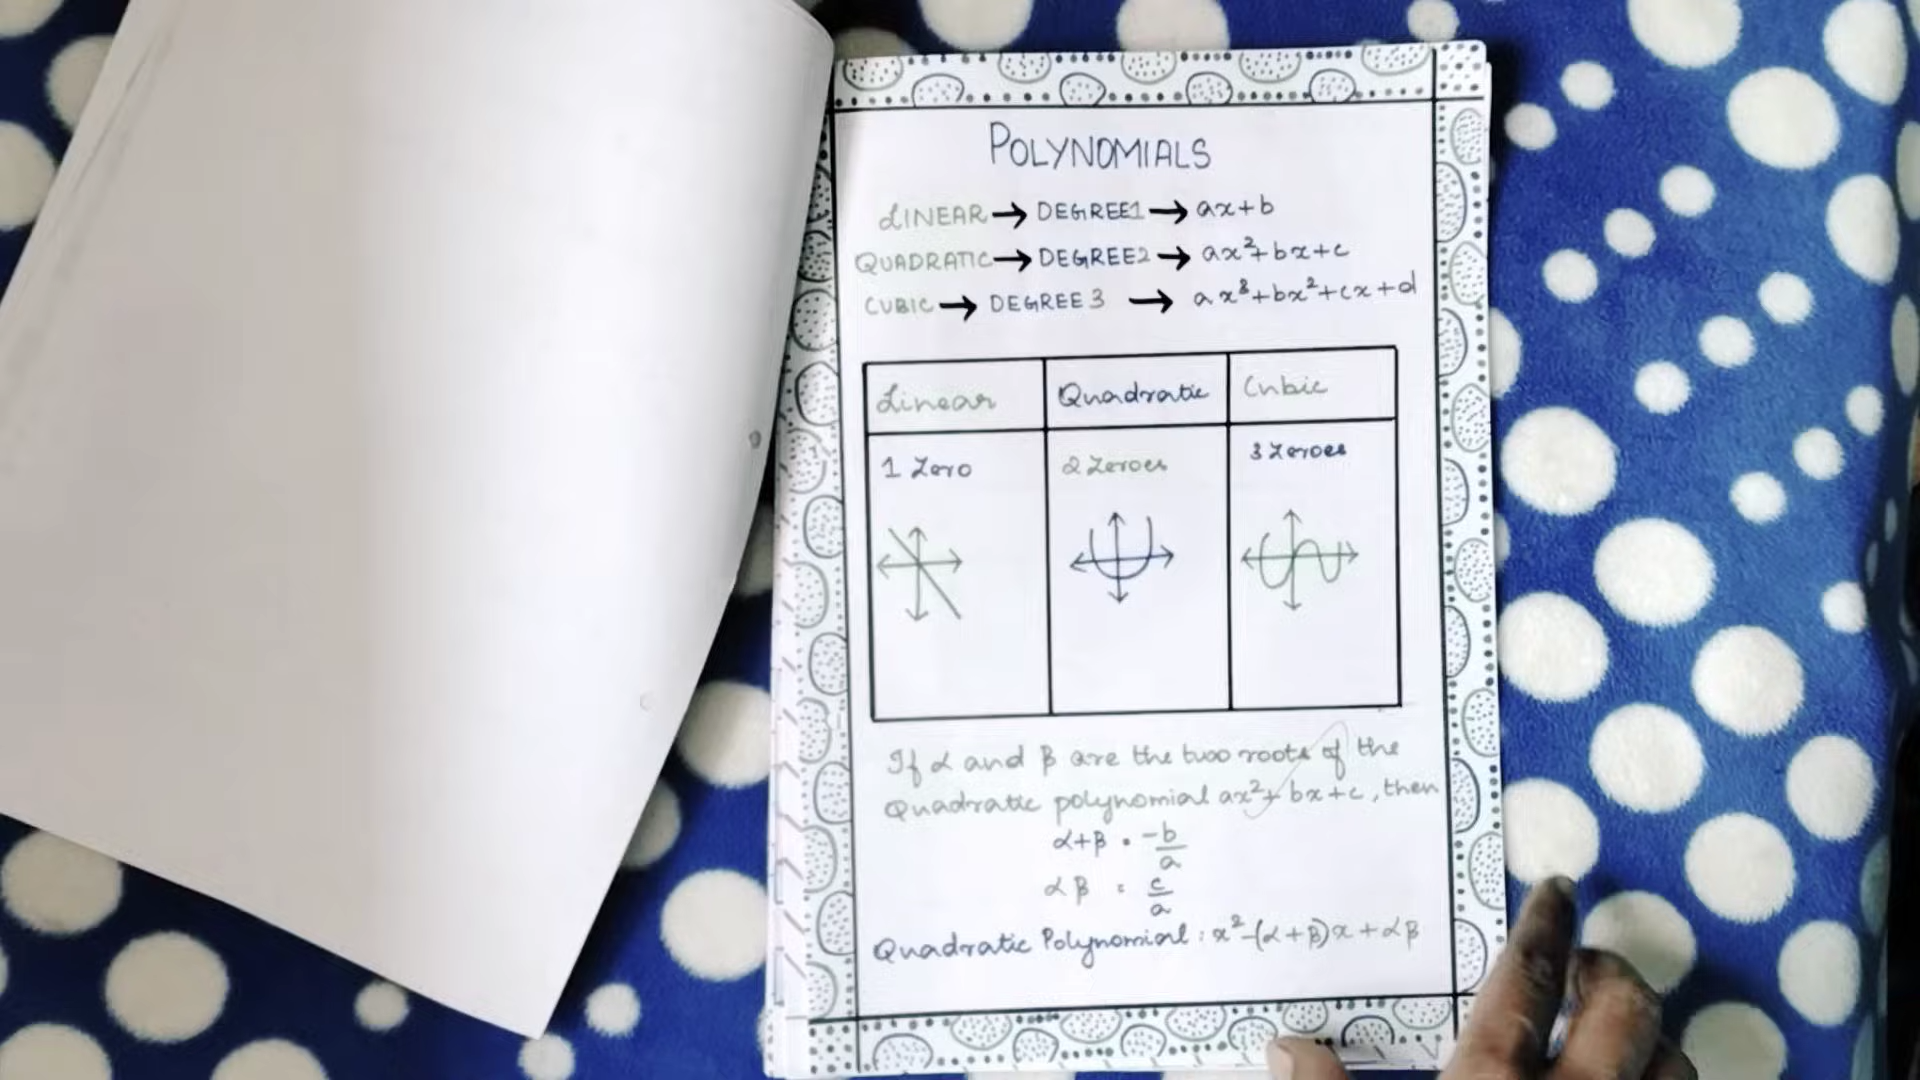 POLYNOMIALS
LINEAR → DEGREE1 → ax+b
QUADRATIC → DEGREE2 → ax²+bx+c
CUBIC → DEGREE 3 → ax³+bx²+cx+d
Linear Quadratic Cubic
1 Zero 2 Zeroes 3 Zeroes
If α and β are the two roots of the
Quadratic polynomial ax²+bx+c, then
α+β = -b/a
αβ = c/a
Quadratic Polynomial : x²-(α+β)x+αβ